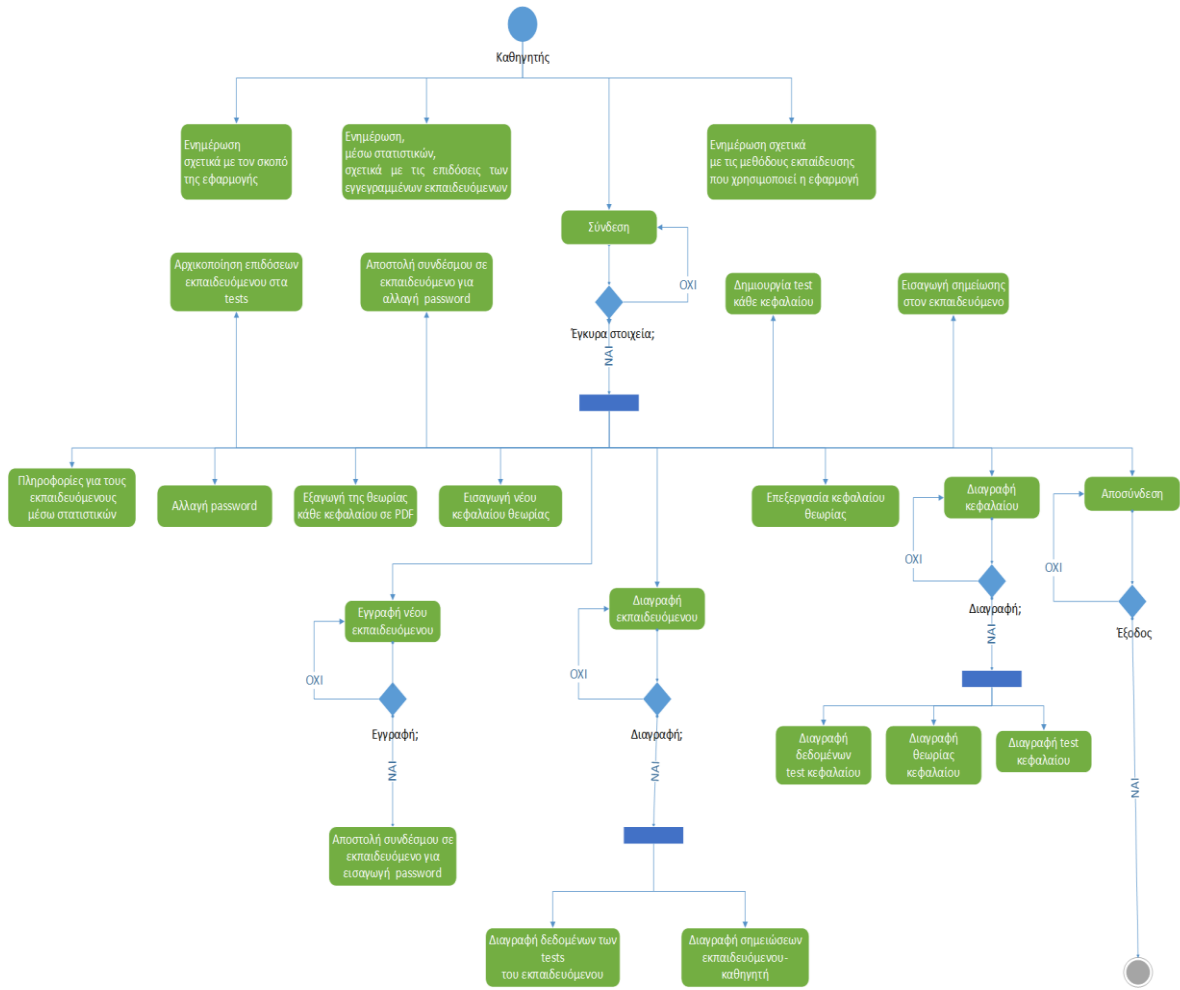 Καθηγητής
Ενημέρωση
σχετικά με τον σκοπό
της εφαρμογής
Ενημέρωση,
μέσω στατιστικών,
σχετικά με τις επιδόσεις των
εγγεγραμμένων εκπαιδευόμενων
Ενημέρωση σχετικά
με τις μεθόδους εκπαίδευσης
που χρησιμοποιεί η εφαρμογή
Σύνδεση
ΟΧΙ
Έγκυρα στοιχεία;
ΝΑΙ
Αρχικοποίηση επιδόσεων
εκπαιδευόμενου στα
tests
Αποστολή συνδέσμου σε
εκπαιδευόμενο για
αλλαγή password
Δημιουργία test
κάθε κεφαλαίου
Εισαγωγή σημείωσης
στον εκπαιδευόμενο
Πληροφορίες για τους
εκπαιδευόμενους
μέσω στατιστικών
Αλλαγή password
Εξαγωγή της θεωρίας
κάθε κεφαλαίου σε PDF
Εισαγωγή νέου
κεφαλαίου θεωρίας
Επεξεργασία κεφαλαίου
θεωρίας
Διαγραφή
κεφαλαίου
Αποσύνδεση
ΟΧΙ
ΟΧΙ
Διαγραφή;
Έξοδος
ΝΑΙ
Εγγραφή νέου
εκπαιδευόμενου
Διαγραφή
εκπαιδευόμενου
ΟΧΙ
ΟΧΙ
Εγγραφή;
Διαγραφή;
ΝΑΙ
ΝΑΙ
Διαγραφή
δεδομένων
test κεφαλαίου
Διαγραφή
θεωρίας
κεφαλαίου
Διαγραφή test
κεφαλαίου
ΝΑΙ
Αποστολή συνδέσμου σε
εκπαιδευόμενο για
εισαγωγή password
Διαγραφή δεδομένων των
tests
του εκπαιδευόμενου
Διαγραφή σημειώσεων
εκπαιδευόμενου-
καθηγητή